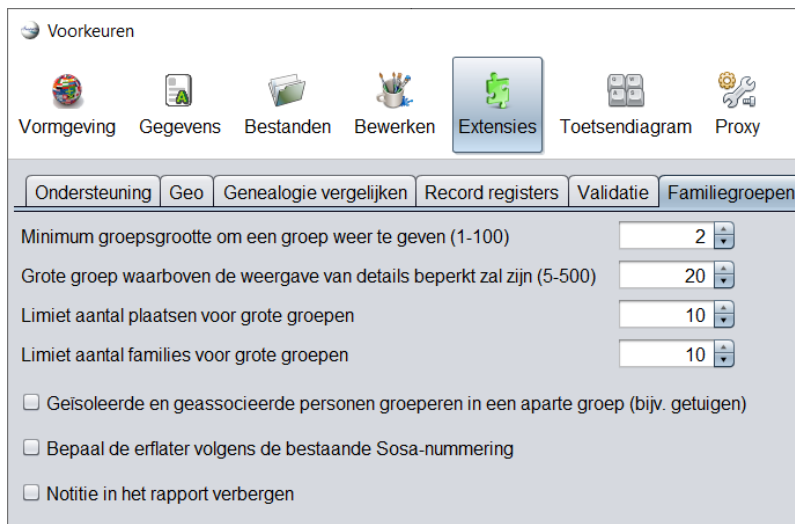 Voorkeuren
Vormgeving Gegevens Bestanden Bewerken Extensies Toetsendiagram Proxy
Ondersteuning Geo Genealogie vergelijken Record registers Validatie Familiegroepen
Minimum groepsgrootte om een groep weer te geven (1-100) 2
Grote groep waarboven de weergave van details beperkt zal zijn (5-500) 20
Limiet aantal plaatsen voor grote groepen 10
Limiet aantal families voor grote groepen 10
Geïsoleerde en geassocieerde personen groeperen in een aparte groep (bijv. getuigen)
Bepaal de erflater volgens de bestaande Sosa-nummering
Notitie in het rapport verbergen